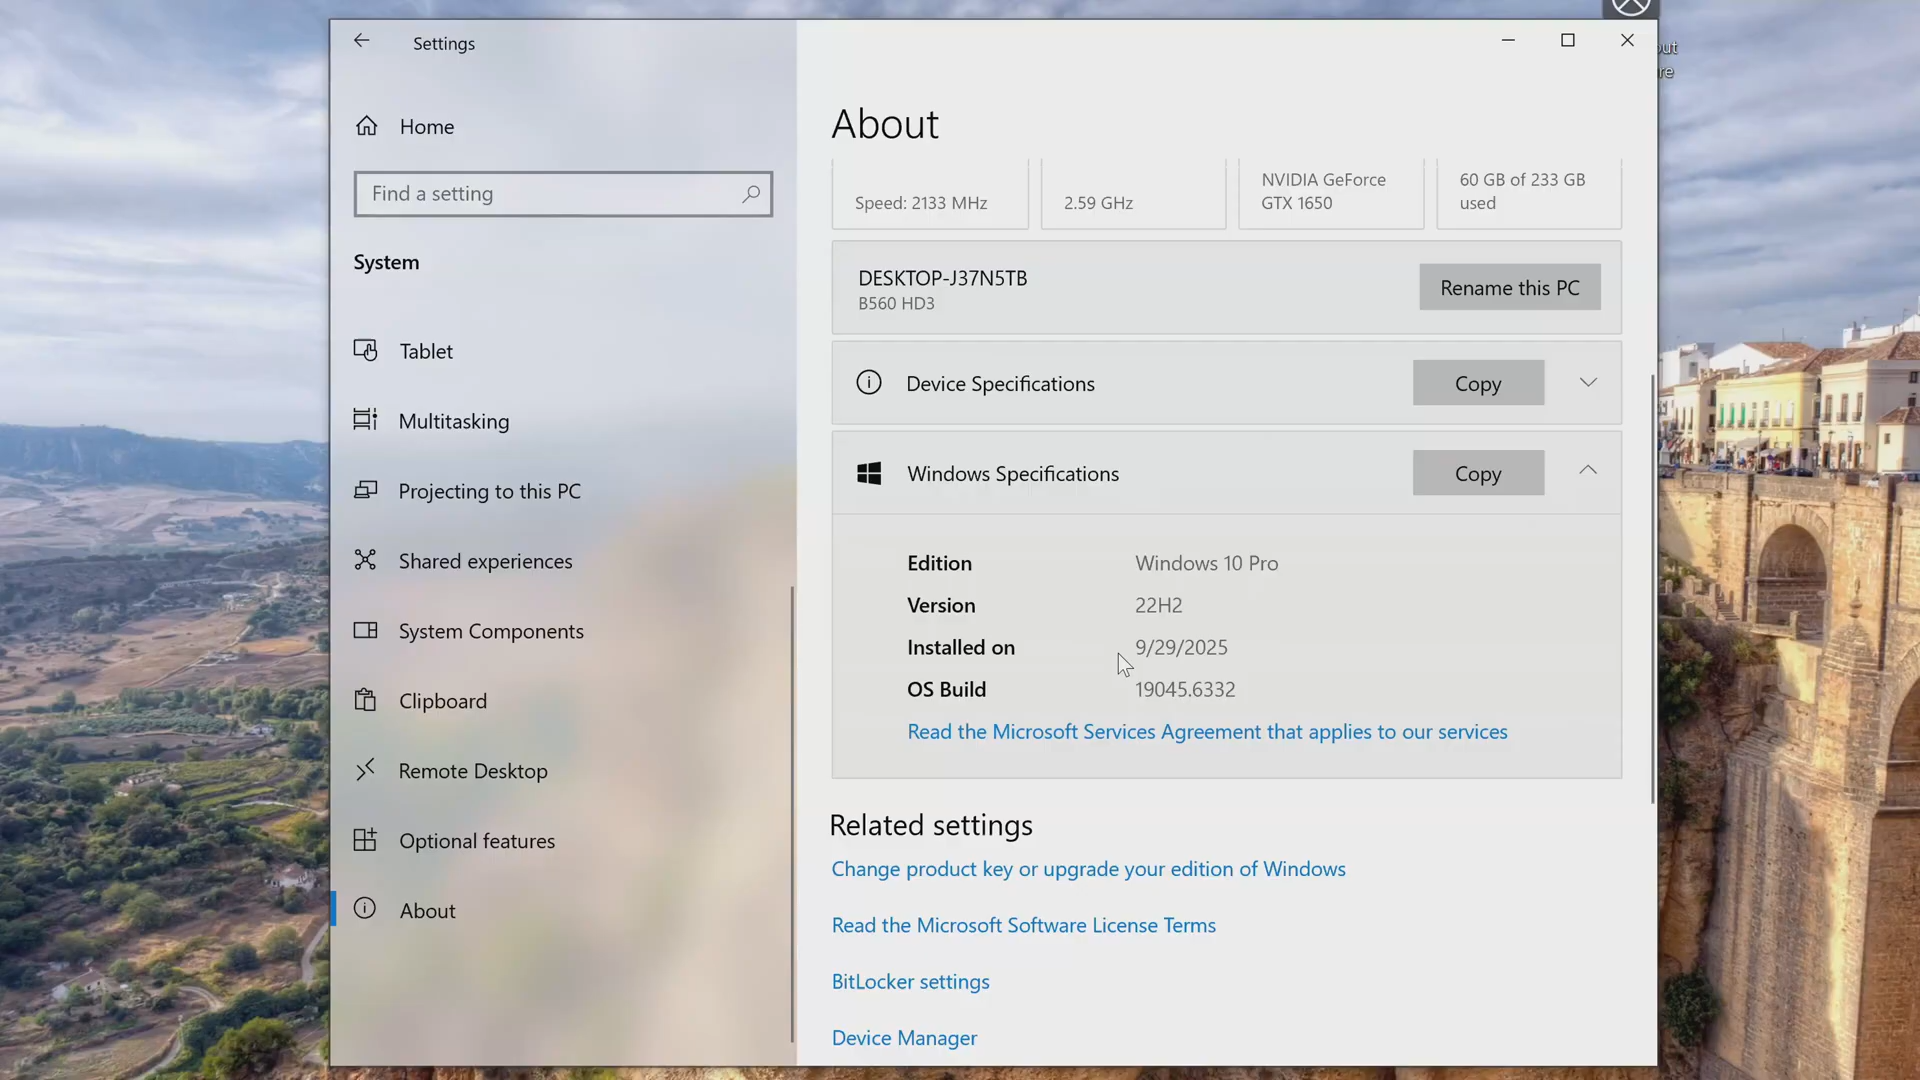 Settings
Home
Find a setting
System
Tablet
Multitasking
Projecting to this PC
Shared experiences
System Components
Clipboard
Remote Desktop
Optional features
About
About
Speed: 2133 MHz
2.59 GHz
NVIDIA GeForce
GTX 1650
60 GB of 233 GB
used
DESKTOP-J37N5TB
B560 HD3
Rename this PC
Device Specifications
Copy
Windows Specifications
Copy
Edition Windows 10 Pro
Version 22H2
Installed on 9/29/2025
OS Build 19045.6332
Read the Microsoft Services Agreement that applies to our services
Related settings
Change product key or upgrade your edition of Windows
Read the Microsoft Software License Terms
BitLocker settings
Device Manager